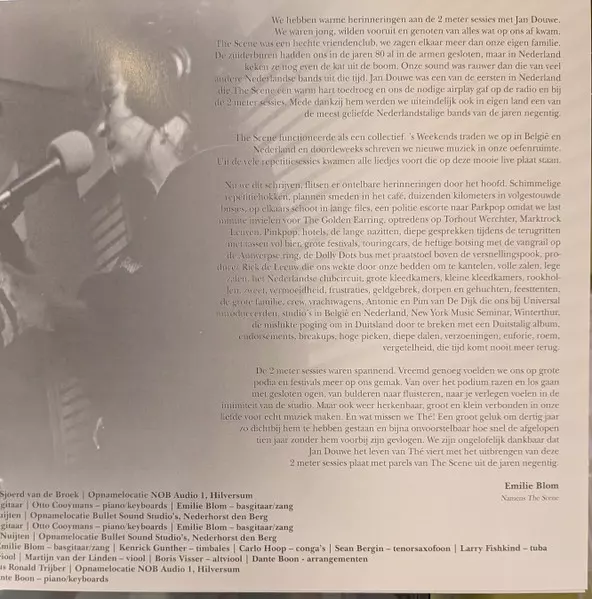 We hebben warme herinneringen aan de 2 meter sessies met Jan Douwe.
We waren jong, wilden vooruit en genoten van alles wat op ons af kwam.
The Scene was een hechte vriendenclub, we zagen elkaar meer dan onze eigen familie.
De zuiderburen hadden ons in de jaren 80 al in de armen gesloten, maar in Nederland
keken ze nog even de kat uit de boom. Onze sound was rauwer dan die van veel
andere Nederlandse bands uit die tijd. Jan Douwe was een van de eersten in Nederland
die The Scene een warm hart toedroeg en ons de nodige airplay gaf op de radio en bij
de 2 meter sessies. Mede dankzij hem werden we uiteindelijk ook in eigen land een van
de meest geliefde Nederlandstalige bands van de jaren negentig.
The Scene functioneerde als een collectief. 's Weekends traden we op in België en
Nederland en doordeweeks schreven we nieuwe muziek in onze oefenruimte.
Uit de vele repetitiesessies kwamen alle liedjes voort die op deze mooie live plaat staan.
Nu we dit schrijven, flitsen er ontelbare herinneringen door het hoofd. Schimmelige
repetitiehokken, plannen smeden in het café, duizenden kilometers in volgestouwde
busjes, op elkaars schoot in lange files, een politie escorte naar Parkpop omdat we last
minute invielen voor The Golden Earring, optredens op Torhout Werchter, Marktrock
Leuven, Pinkpop, hotels, de lange nazitten, diepe gesprekken tijdens de terugritten
met tassen vol bier, grote festivals, touringcars, de heftige botsing met de vangrail op
de Antwerpse ring, de Dolly Dots bus met praatstoel boven de versnellingspook, pro-
ducer Rick de Leeuw die ons wekte door onze bedden om te kantelen, volle zalen, lege
zalen, het Nederlandse clubcircuit, grote kleedkamers, kleine kleedkamers, rookhol-
len, zweet, vermoeidheid, frustraties, geldgebrek, dorpen en gehuchten, feesttenten,
de grote familie, crew, vrachtwagens, Antonie en Pim van De Dijk die ons bij Universal
introduceerden, studio's in België en Nederland, New York Music Seminar, Winterthur,
de mislukte poging om in Duitsland door te breken met een Duitstalig album,
endorsements, breakups, hoge pieken, diepe dalen, verzoeningen, euforie, roem,
vergetelheid, die tijd komt nooit meer terug.
De 2 meter sessies waren spannend. Vreemd genoeg voelden we ons op grote
podia en festivals meer op ons gemak. Van over het podium razen en los gaan
met gesloten ogen, van bulderen naar fluisteren, naar je verlegen voelen in de
intimiteit van de studio. Maar ook weer herkenbaar, groot en klein verbonden in onze
liefde voor echt muziek maken. En wat missen we Thé! Een groot geluk om dertig jaar
zo dichtbij hem te hebben gestaan en bijna onvoorstelbaar hoe snel de afgelopen
tien jaar zonder hem voorbij zijn gevlogen. We zijn ongelofelijk dankbaar dat
Jan Douwe het leven van Thé viert met het uitbrengen van deze
2 meter sessies plaat met parels van The Scene uit de jaren negentig.
Emilie Blom
Namens The Scene
Sjoerd van de Broek | Opnamelocatie NOB Audio 1, Hilversum
sgitaar | Otto Cooymans – piano/keyboards | Emilie Blom – basgitaar/zang
uijten | Opnamelocatie Bullet Sound Studio's, Nederhorst den Berg
gitaar | Otto Cooymans – piano/keyboards | Emilie Blom – basgitaar/zang
Nuijten | Opnamelocatie Bullet Sound Studio's, Nederhorst den Berg
Emilie Blom – basgitaar/zang | Kenrick Gunther – timbales | Carlo Hoop – conga's | Sean Bergin – tenorsaxofoon | Larry Fishkind – tuba
viool | Martijn van der Linden – viool | Boris Visser – altviool | Dante Boon - arrangementen
us Ronald Trijber | Opnamelocatie NOB Audio 1, Hilversum
nte Boon – piano/keyboards